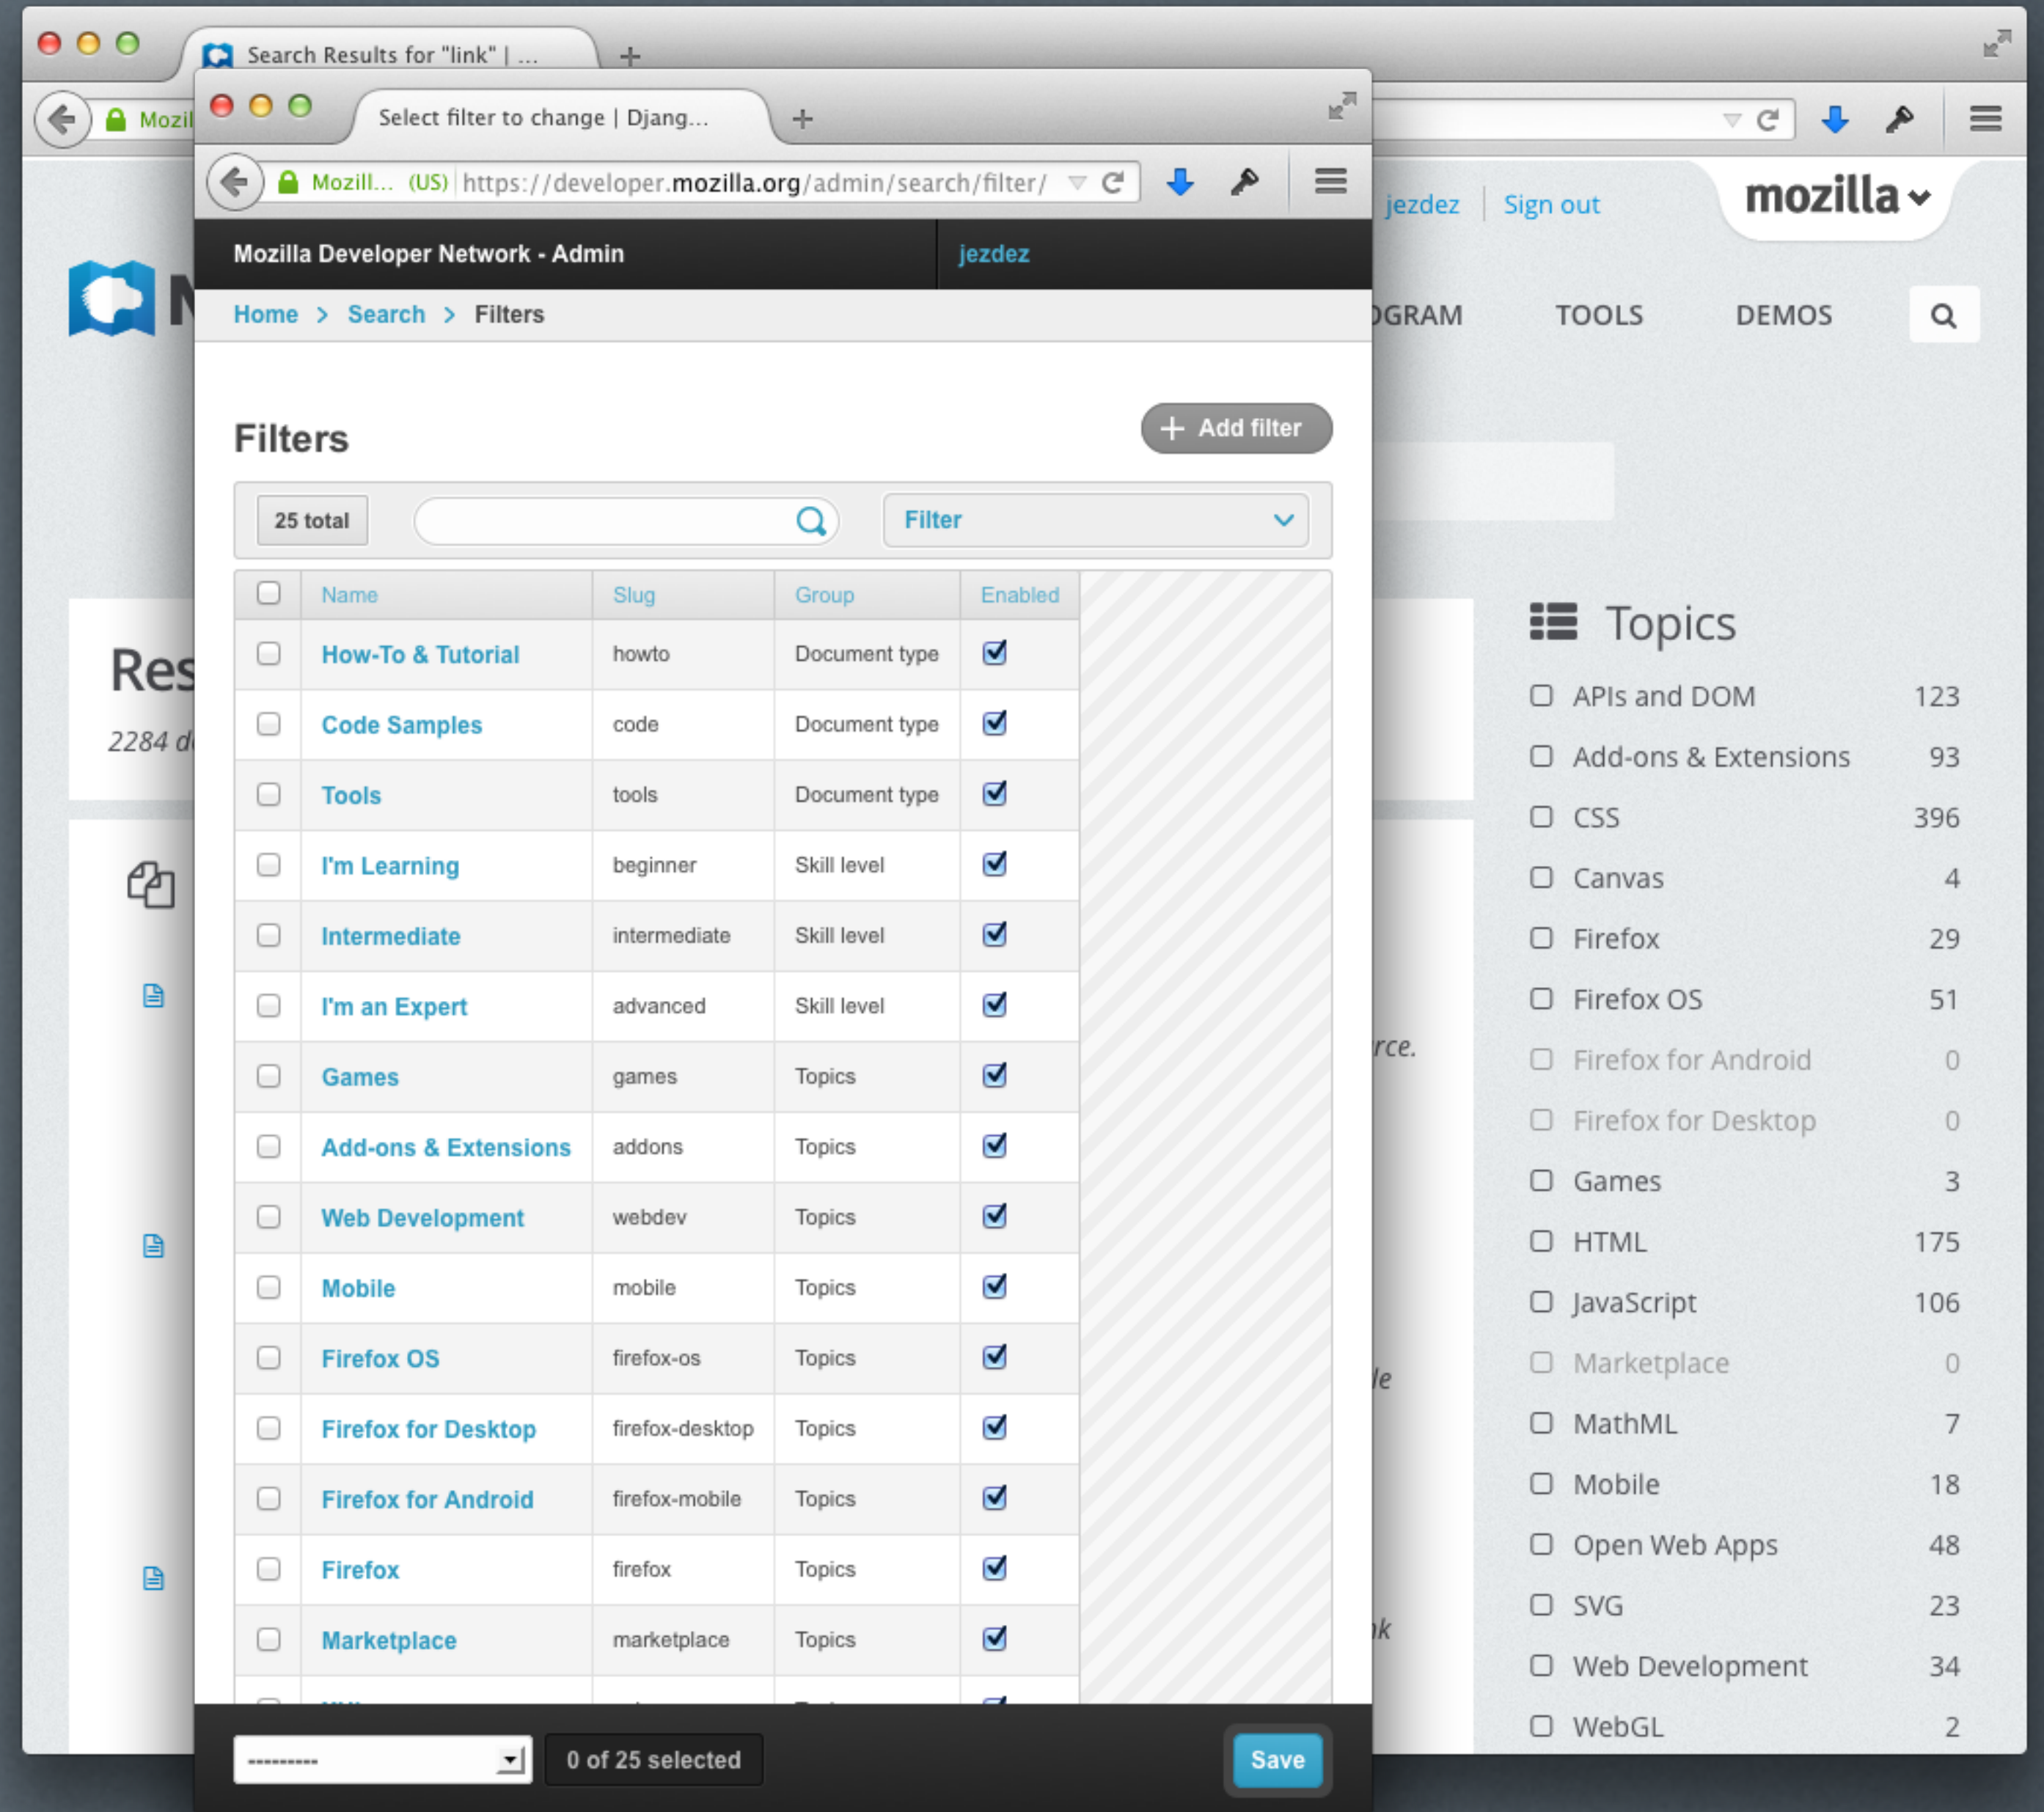 Search Results for "link" | ...
Mozil
Select filter to change | Djang...
Mozill... (US) https://developer.mozilla.org/admin/search/filter/
jezdez Sign out mozilla
Mozilla Developer Network - Admin jezdez
Home > Search > Filters
TOOLS DEMOS
Filters
+ Add filter
25 total Filter
Name Slug Group Enabled
How-To & Tutorial howto Document type
Code Samples code Document type
Tools tools Document type
I'm Learning beginner Skill level
Intermediate intermediate Skill level
I'm an Expert advanced Skill level
Games games Topics
Add-ons & Extensions addons Topics
Web Development webdev Topics
Mobile mobile Topics
Firefox OS firefox-os Topics
Firefox for Desktop firefox-desktop Topics
Firefox for Android firefox-mobile Topics
Firefox firefox Topics
Marketplace marketplace Topics
--------- 0 of 25 selected Save
Res
2284
Topics
APIs and DOM 123
Add-ons & Extensions 93
CSS 396
Canvas 4
Firefox 29
Firefox OS 51
Firefox for Android 0
Firefox for Desktop 0
Games 3
HTML 175
JavaScript 106
Marketplace 0
MathML 7
Mobile 18
Open Web Apps 48
SVG 23
Web Development 34
WebGL 2